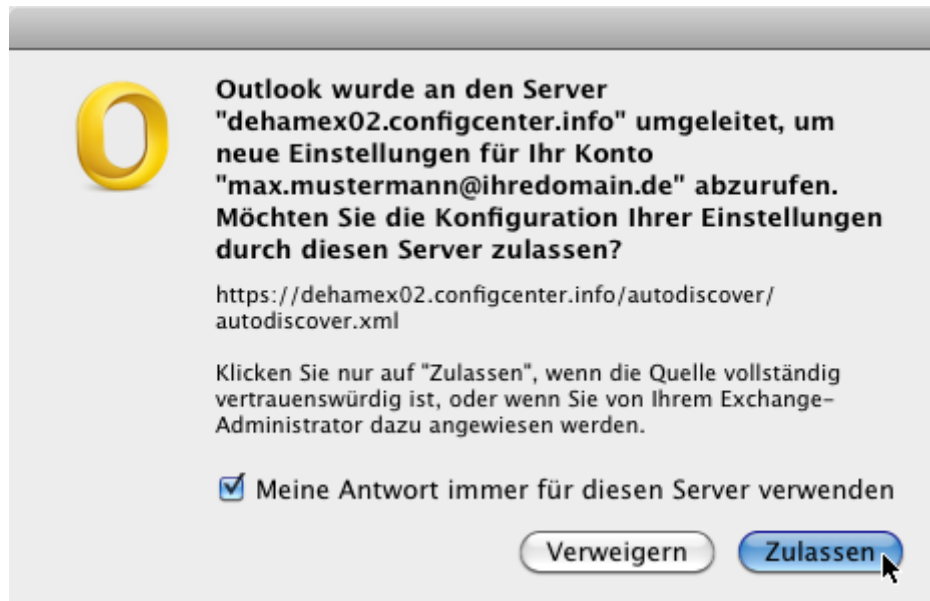 Outlook wurde an den Server
"dehamex02.configcenter.info" umgeleitet, um
neue Einstellungen für Ihr Konto
"max.mustermann@ihredomain.de" abzurufen.
Möchten Sie die Konfiguration Ihrer Einstellungen
durch diesen Server zulassen?
https://dehamex02.configcenter.info/autodiscover/
autodiscover.xml
Klicken Sie nur auf "Zulassen", wenn die Quelle vollständig
vertrauenswürdig ist, oder wenn Sie von Ihrem Exchange-
Administrator dazu angewiesen werden.
Meine Antwort immer für diesen Server verwenden
Verweigern Zulassen